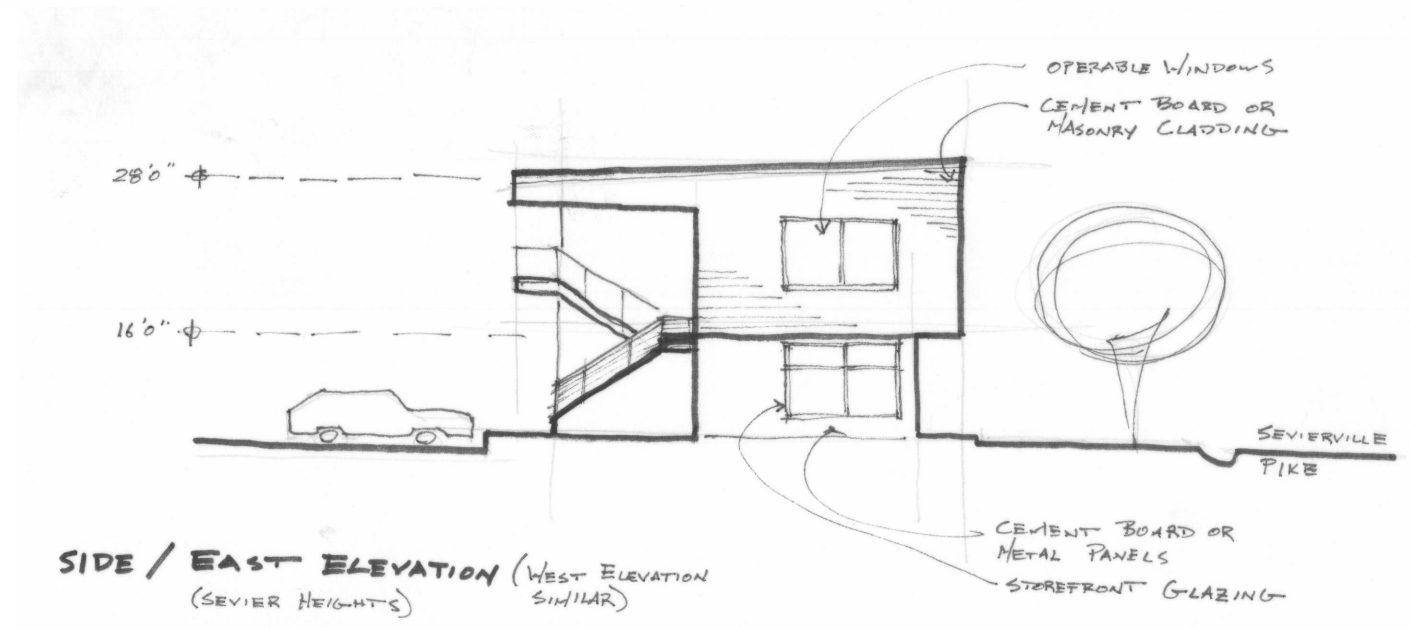 OPERABLE WINDOWS
CEMENT BOARD OR
MASONRY CLADDING
28'0"
16'0"
SEVIERVILLE
PIKE
CEMENT BOARD OR
METAL PANELS
STOREFRONT GLAZING
SIDE / EAST ELEVATION (WEST ELEVATION
SIMILAR)
(SEVIER HEIGHTS)